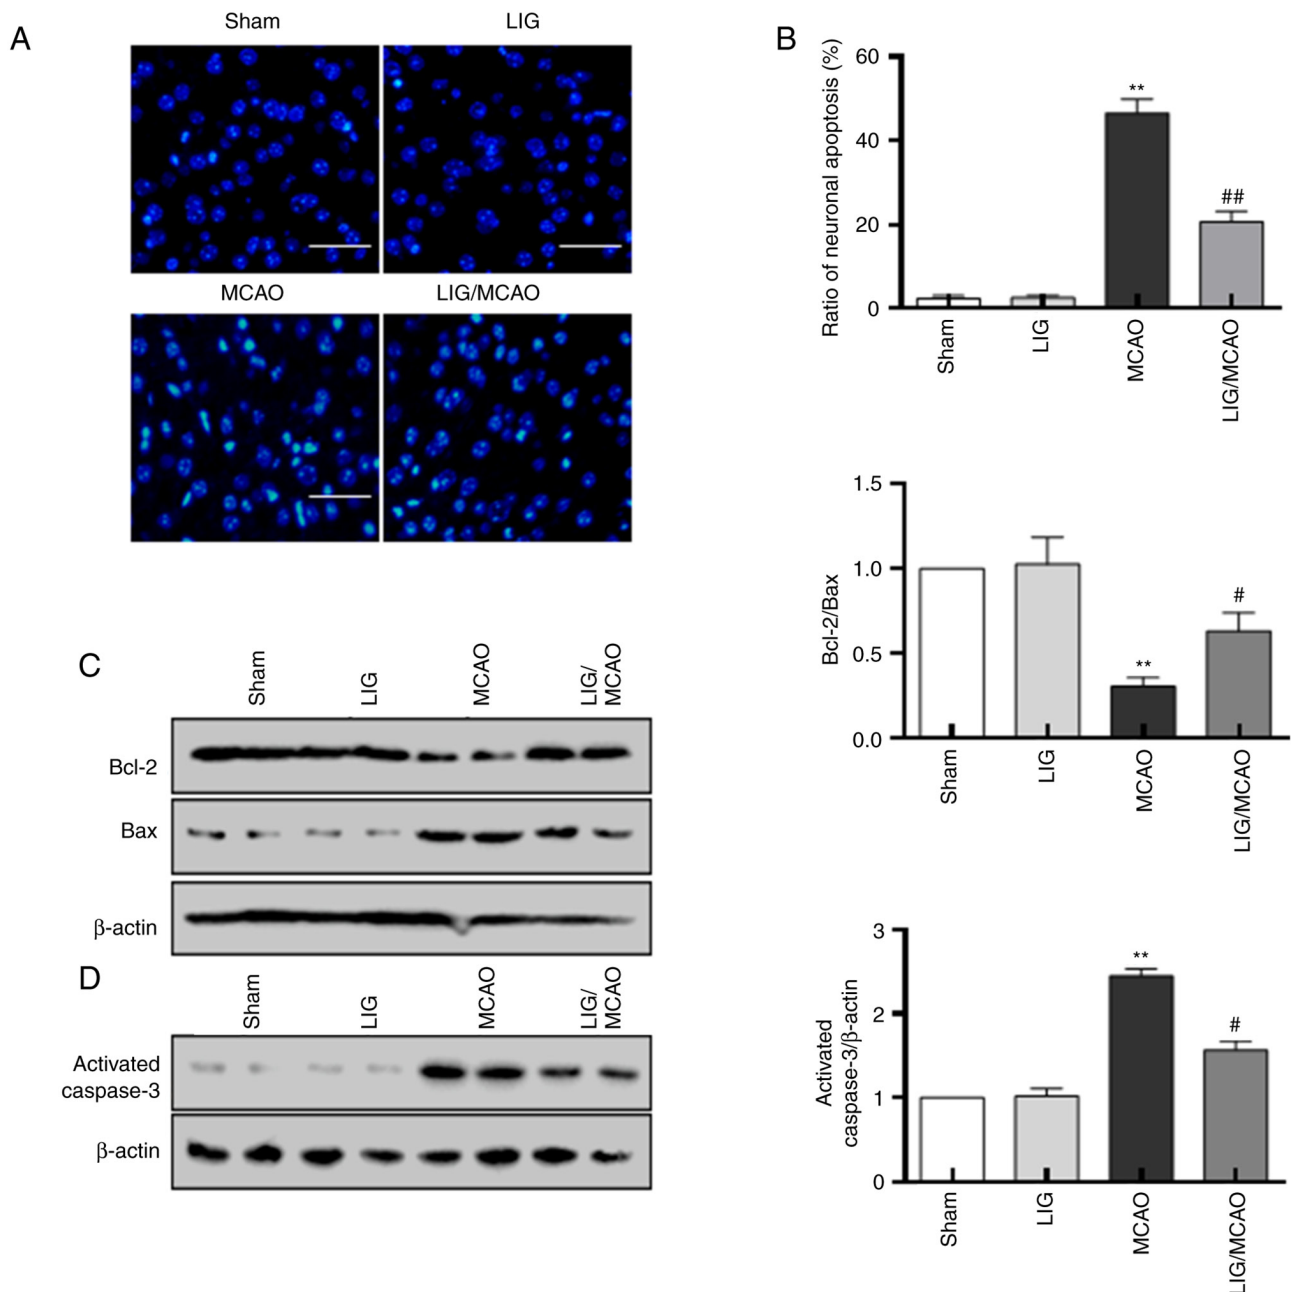 A
Sham
LIG
MCAO
LIG/MCAO
B
Ratio of neuronal apoptosis (%)
60
40
20
0
**
##
Sham
LIG
MCAO
LIG/MCAO
Bcl-2/Bax
1.5
1.0
0.5
0.0
**
#
Sham
LIG
MCAO
LIG/MCAO
C
Sham
LIG
MCAO
LIG/
MCAO
Bcl-2
Bax
β-actin
D
Sham
LIG
MCAO
LIG/
MCAO
Activated
caspase-3
β-actin
Activated
caspase-3/β-actin
3
2
1
0
**
#
Sham
LIG
MCAO
LIG/MCAO